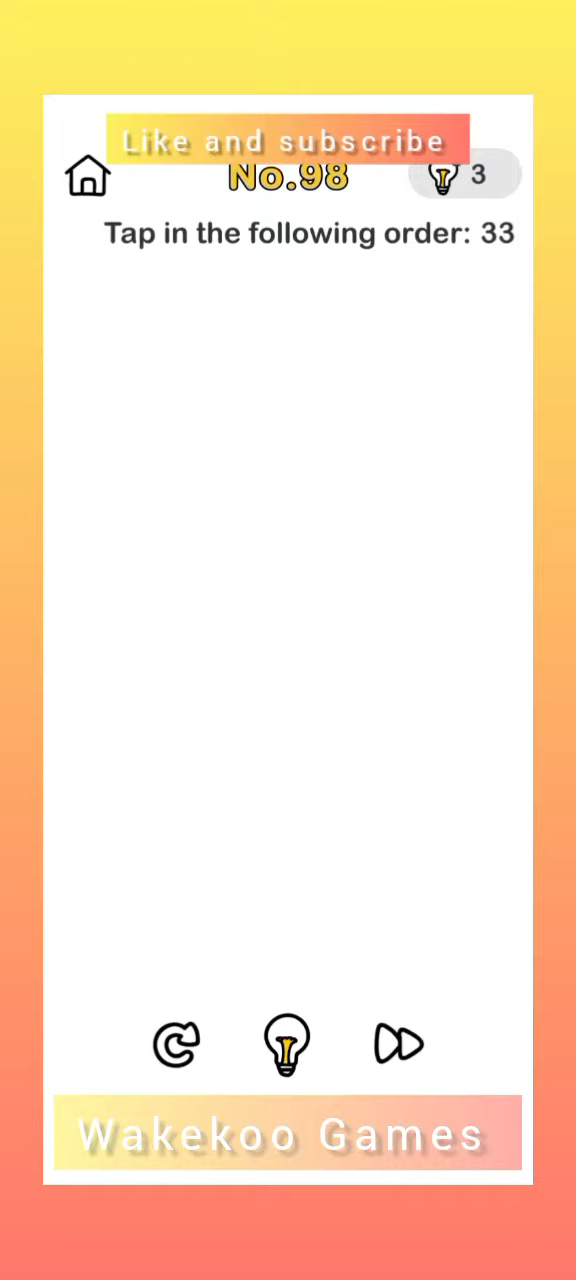 Like and subscribe
No.98
3
Tap in the following order: 33
Wakekoo Games